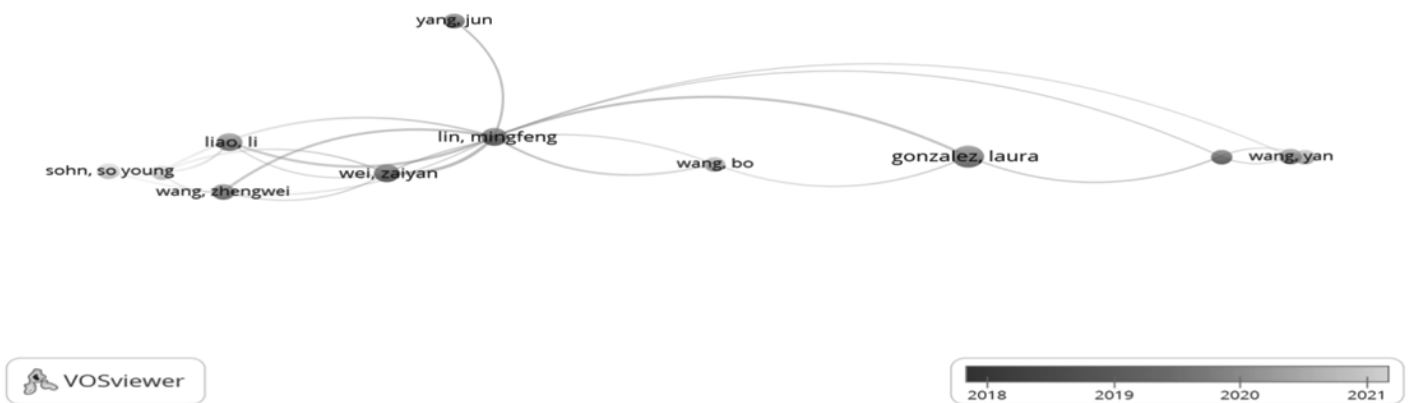 yang, jun
lin, mingfeng
liao, li
wang, bo
gonzalez, laura
wang, yan
sohn, so young
wei, zaiyan
wang, zhengwei
VOSviewer
2018 2019 2020 2021